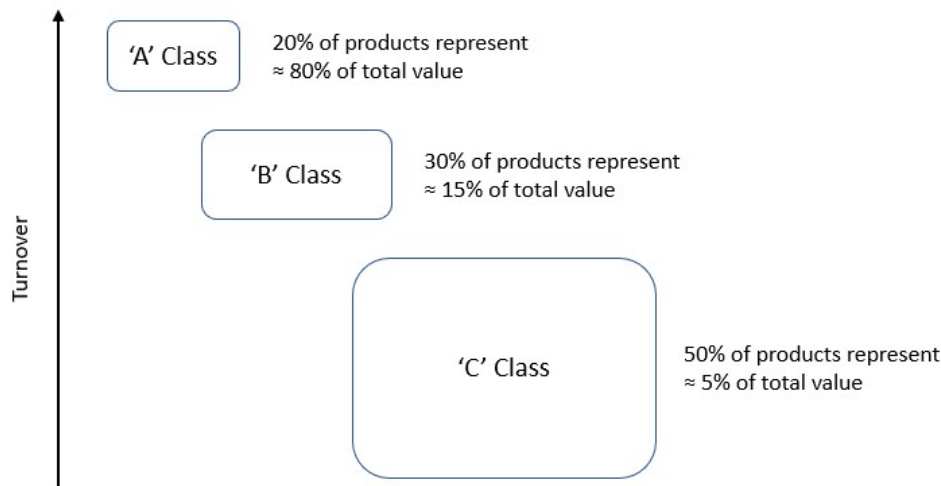 ‘A’ Class
20% of products represent
≈ 80% of total value
‘B’ Class
30% of products represent
≈ 15% of total value
Turnover
‘C’ Class
50% of products represent
≈ 5% of total value